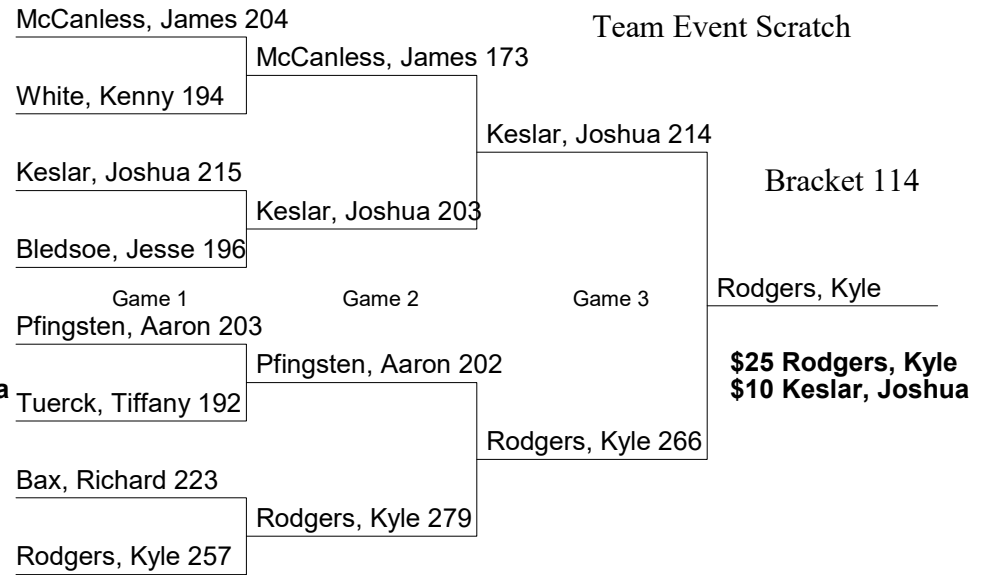 McCanless, James 204
Team Event Scratch
McCanless, James 173
White, Kenny 194
Keslar, Joshua 214
Keslar, Joshua 215
Bracket 114
Keslar, Joshua 203
Bledsoe, Jesse 196
Game 1
Game 2
Game 3
Rodgers, Kyle
Pfingsten, Aaron 203
Pfingsten, Aaron 202
$25 Rodgers, Kyle
$10 Keslar, Joshua
a
Tuerck, Tiffany 192
Rodgers, Kyle 266
Bax, Richard 223
Rodgers, Kyle 279
Rodgers, Kyle 257